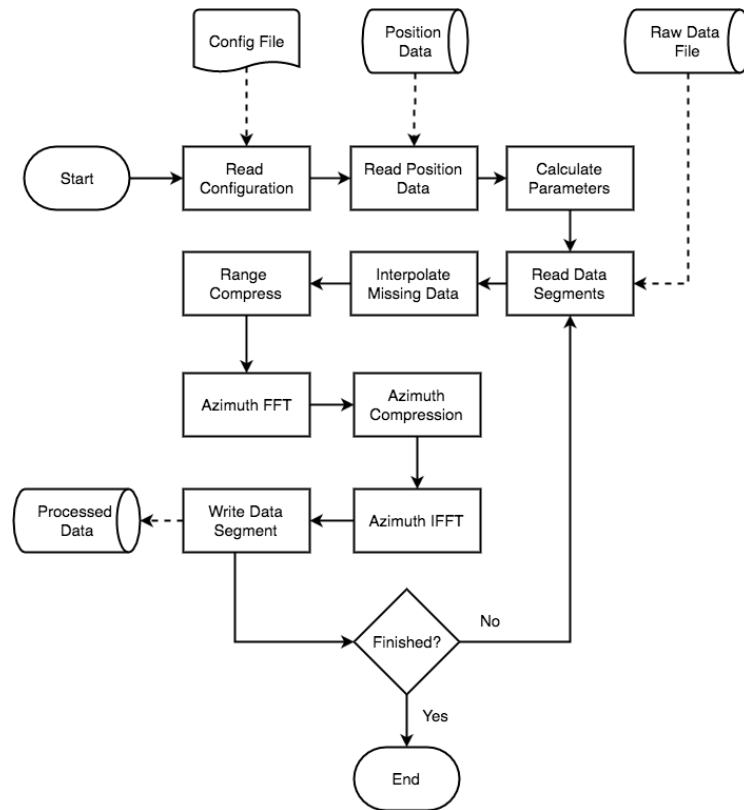 Config File
Position
Data
Raw Data
File
Start
Read
Configuration
Read Position
Data
Calculate
Parameters
Range
Compress
Interpolate
Missing Data
Read Data
Segments
Azimuth FFT
Azimuth
Compression
Processed
Data
Write Data
Segment
Azimuth IFFT
Finished?
No
Yes
End